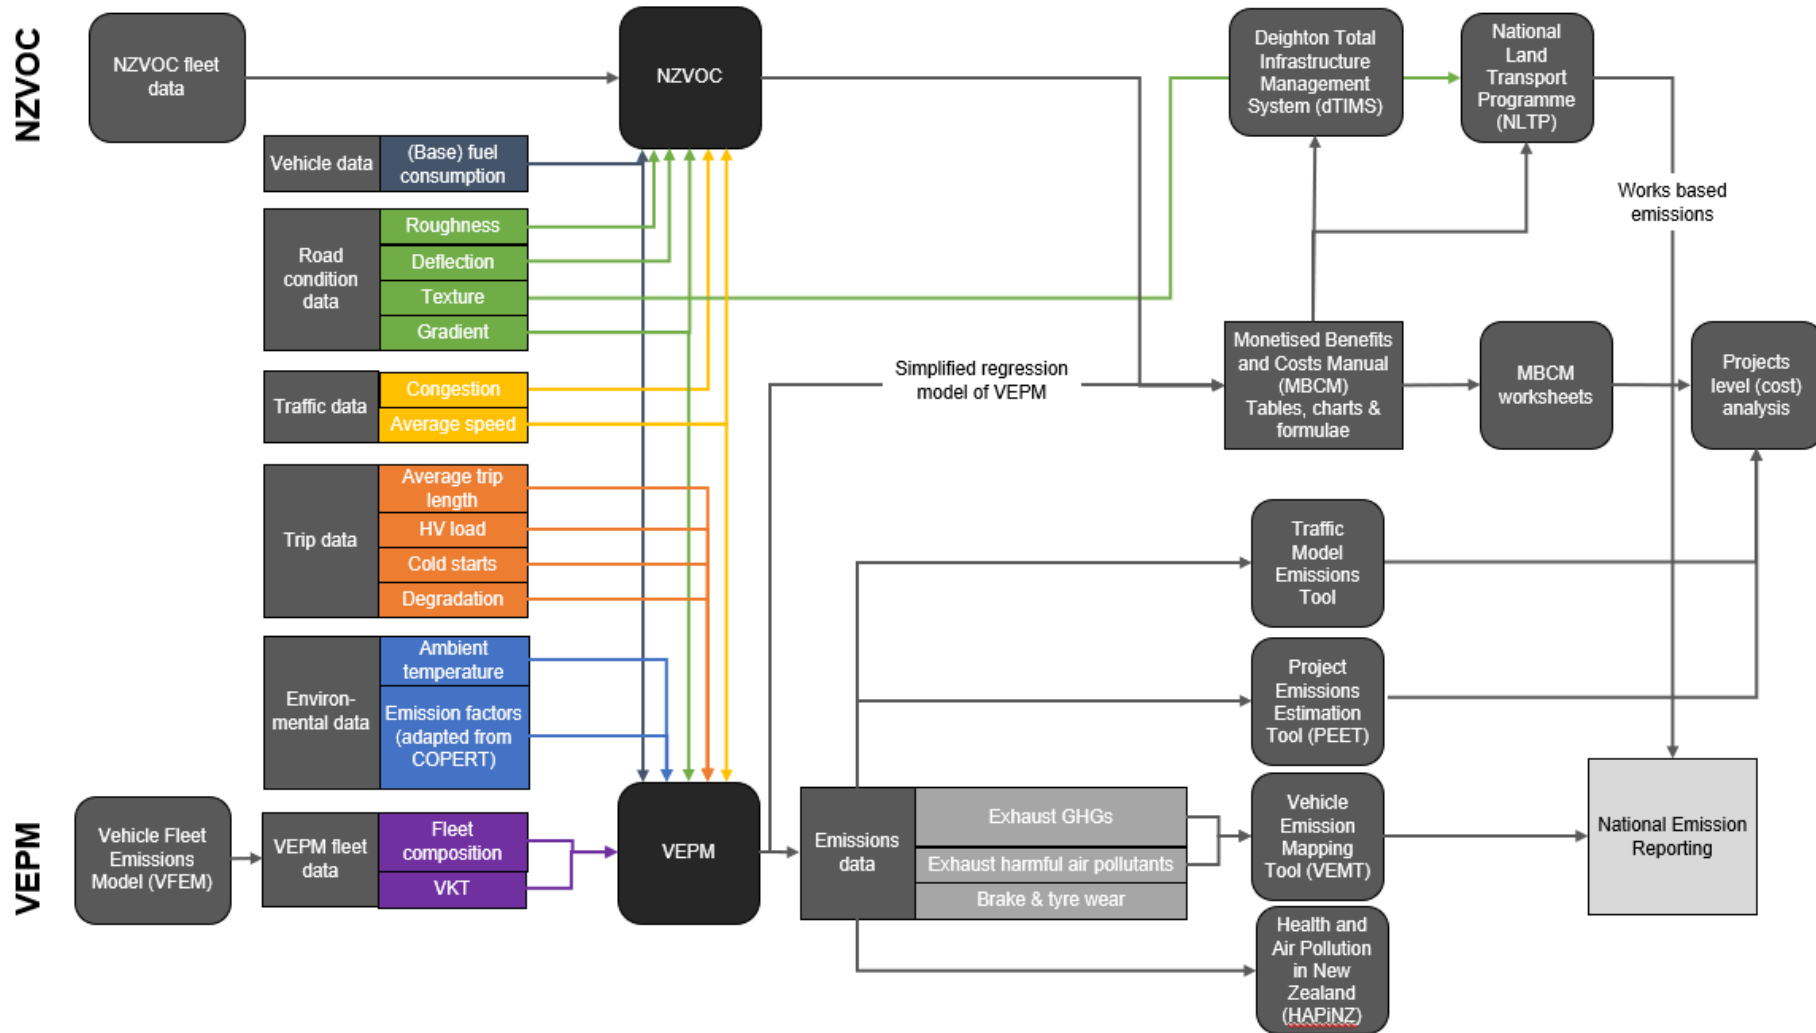 NZVOC
NZVOC fleet
data
NZVOC
Deighton Total
Infrastructure
Management
System (dTIMS)
National
Land
Transport
Programme
(NLTP)
Vehicle data
(Base) fuel
consumption
Works based
emissions
Road
condition
data
Roughness
Deflection
Texture
Gradient
Traffic data
Congestion
Average speed
Simplified regression
model of VEPM
Monetised Benefits
and Costs Manual
(MBCM)
Tables, charts &
formulae
MBCM
worksheets
Projects
level (cost)
analysis
Trip data
Average trip
length
HV load
Cold starts
Degradation
Traffic
Model
Emissions
Tool
Environ-
mental data
Ambient
temperature
Emission factors
(adapted from
COPERT)
Project
Emissions
Estimation
Tool (PEET)
VEPM
Vehicle Fleet
Emissions
Model (VFEM)
VEPM fleet
data
Fleet
composition
VKT
VEPM
Emissions
data
Exhaust GHGs
Exhaust harmful air pollutants
Brake & tyre wear
Vehicle
Emission
Mapping
Tool (VEMT)
National Emission
Reporting
Health and
Air Pollution
in New
Zealand
(HAPiNZ)